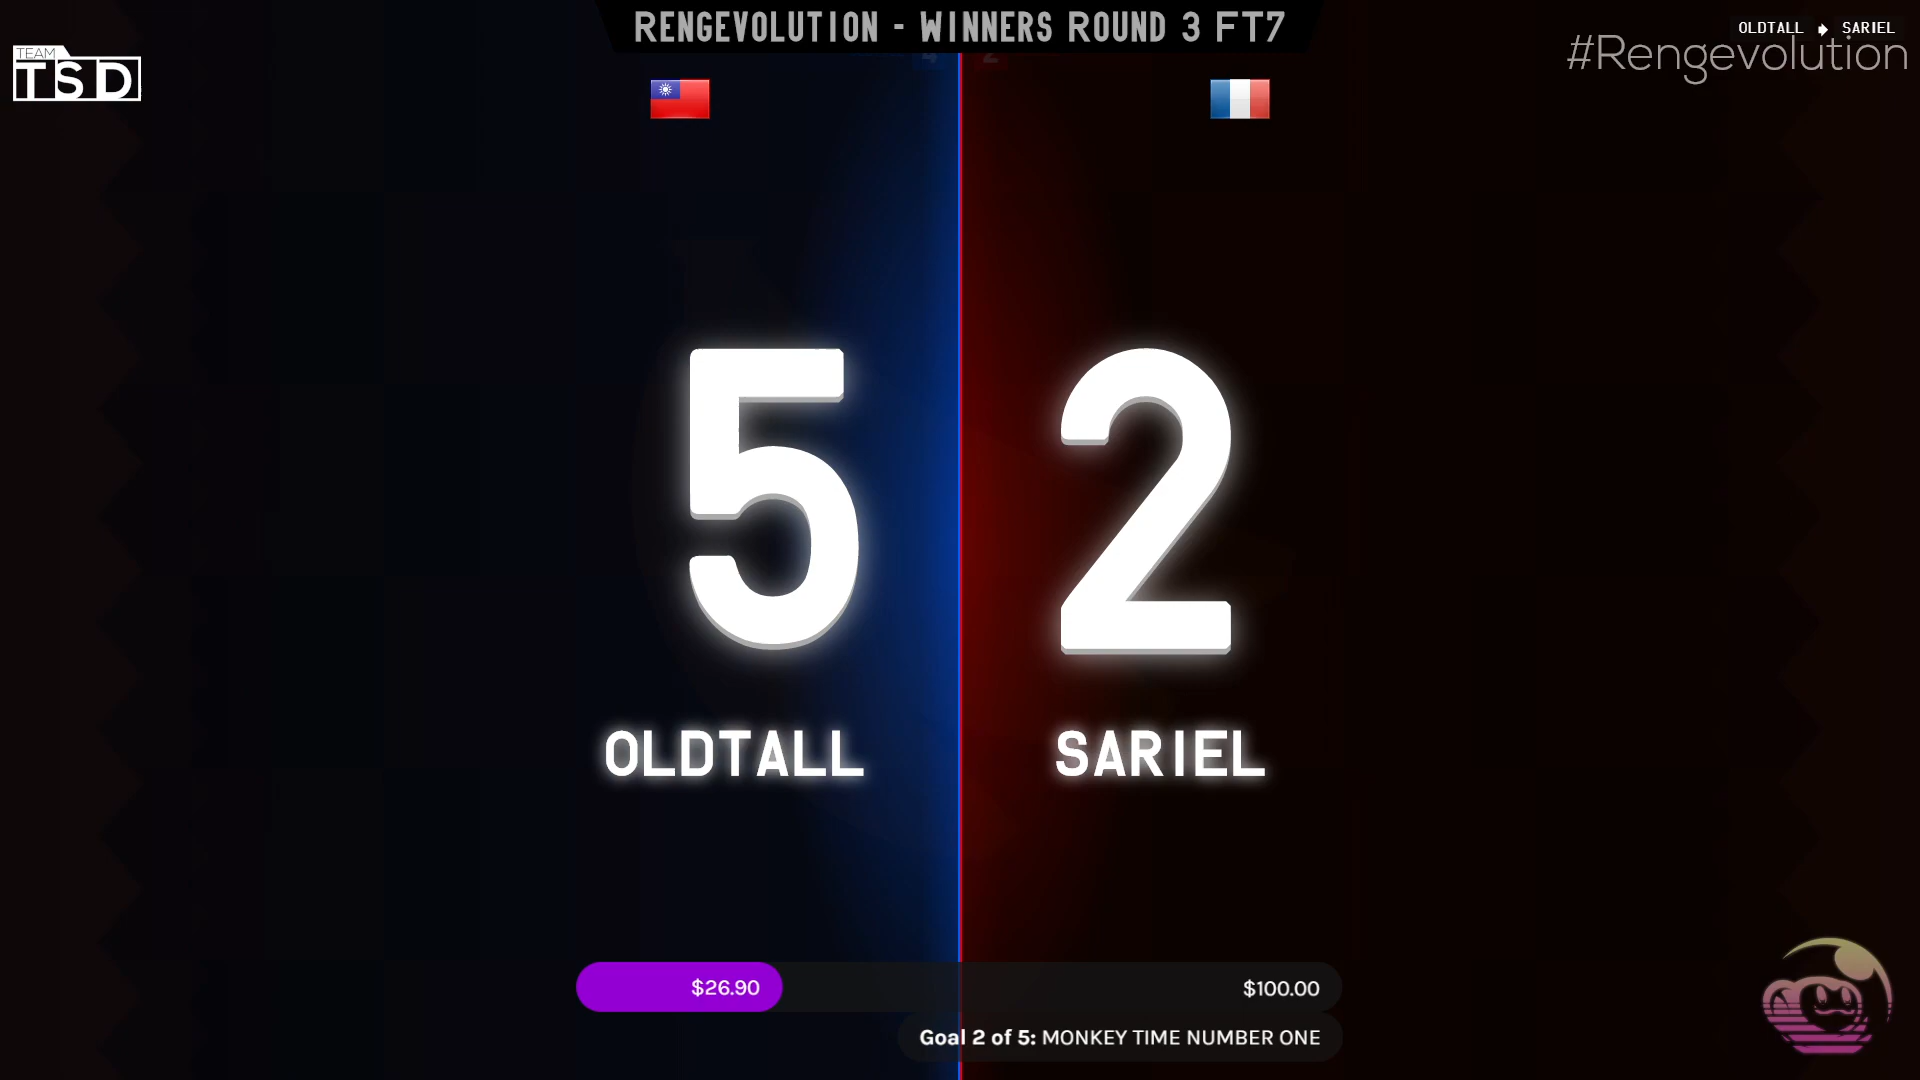 RENGEVOLUTION - WINNERS ROUND 3 FT7
OLDTALL SARIEL
#Rengevolution
TEAM
TSD
5 2
OLDTALL SARIEL
$26.90 $100.00
Goal 2 of 5: MONKEY TIME NUMBER ONE